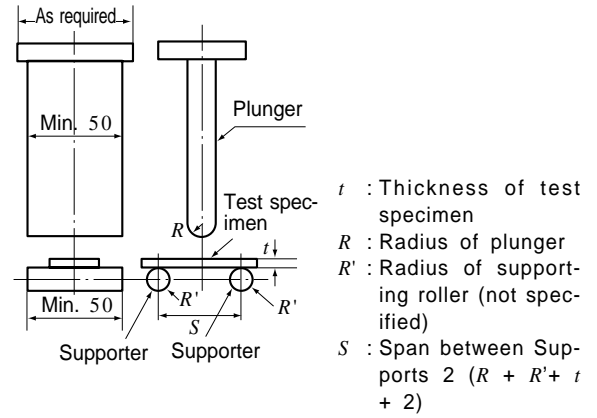 As required
Min. 50
Plunger
Test spec-
imen
R
t
Min. 50
R'
R'
S
Supporter
Supporter
t : Thickness of test
specimen
R : Radius of plunger
R' : Radius of support-
ing roller (not spec-
ified)
S : Span between Sup-
ports 2 (R + R'+ t
+ 2)